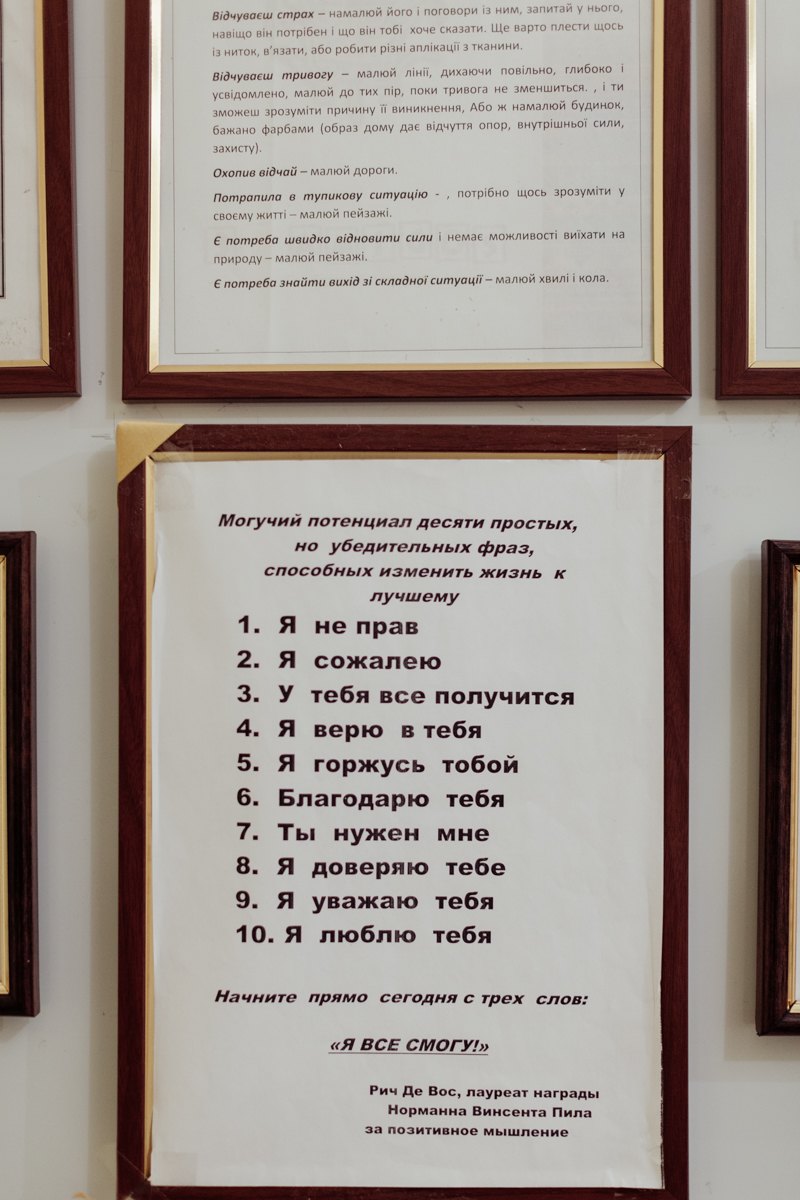 Відчуваєш страх – намалюй його і поговори із ним, запитай у нього,
навіщо він потрібен і що він тобі хоче сказати. Ще варто плести щось
із ниток, в'язати, або робити різні аплікації з тканини.
Відчуваєш тривогу – малюй лінії, дихаючи повільно, глибоко і
усвідомлено, малюй до тих пір, поки тривога не зменшиться. , і ти
зможеш зрозуміти причину її виникнення, Або ж намалюй будинок,
бажано фарбами (образ дому дає відчуття опор, внутрішньої сили,
захисту).
Охопив відчай – малюй дороги.
Потрапила в тупикову ситуацію - , потрібно щось зрозуміти у
своєму житті – малюй пейзажі.
Є потреба швидко відновити сили і немає можливості виїхати на
природу – малюй пейзажі.
Є потреба знайти вихід зі складної ситуації – малюй хвилі і кола.
Могучий потенциал десяти простых,
но убедительных фраз,
способных изменить жизнь к
лучшему
1. Я не прав
2. Я сожалею
3. У тебя все получится
4. Я верю в тебя
5. Я горжусь тобой
6. Благодарю тебя
7. Ты нужен мне
8. Я доверяю тебе
9. Я уважаю тебя
10. Я люблю тебя
Начните прямо сегодня с трех слов:
«Я ВСЕ СМОГУ!»
Рич Де Вос, лауреат награды
Норманна Винсента Пила
за позитивное мышление